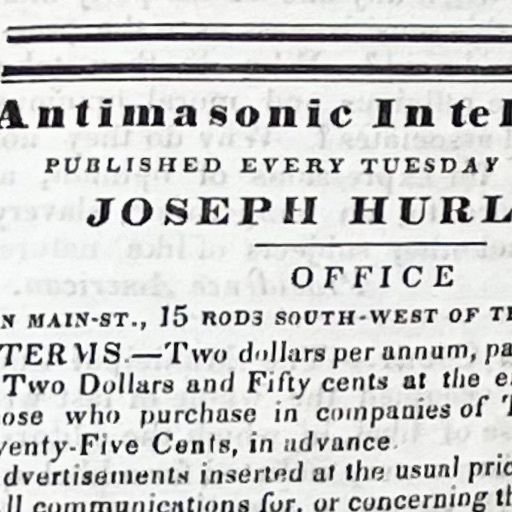 Antimasonic Intel
PUBLISHED EVERY TUESDAY
JOSEPH HURL
OFFICE
N MAIN-ST., 15 RODS SOUTH-WEST OF TH
TERMS.—Two dollars per annum, pa
Two Dollars and Fifty cents at the e
ose who purchase in companies of T
venty-Five Cents, in advance.
dvertisements inserted at the usual pric
ll communications for, or concerning th